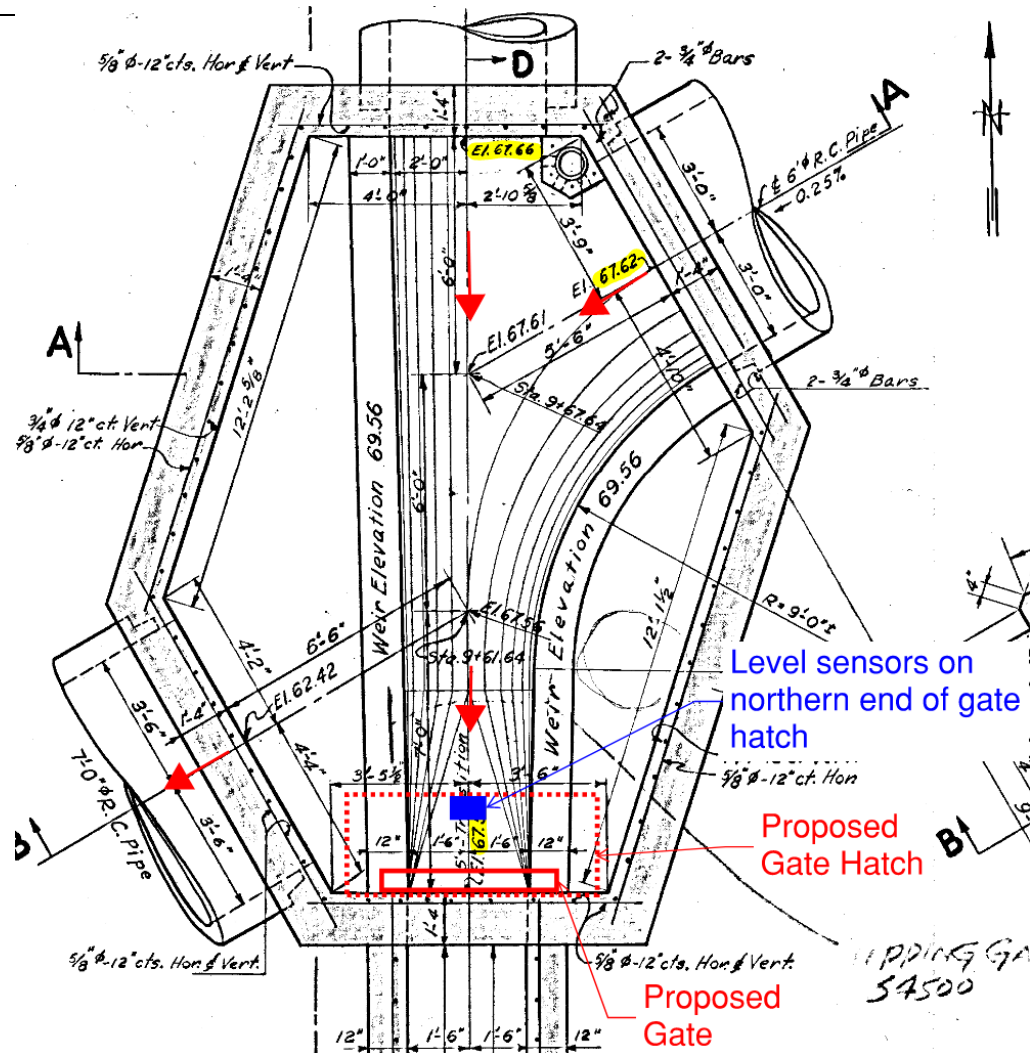 5/8"ϕ-12"cts. Hor & Vert
D
2-3/4"ϕ Bars
A
N
1'-4"
El. 67.66
1'-0"
2'-0"
4'-0"
2'-10 5/8
3'-0"
¢ 6'ϕ R.C. Pipe
0.25%
3'-9"
El. 67.62
1'-4"
3'-0"
1'-4"
6'-0"
El. 67.61
5'-6"
A
12'-2 5/8"
Sta. 9+67.64
4'-10"
2-3/4"ϕ Bars
3/4"ϕ 12" ct. Vert
5/8"ϕ-12" ct. Hor
Weir Elevation 69.56
6'-0"
Weir Elevation 69.56
12'-1 1/2"
R=9'-0"±
El. 67.56
Sta. 9+61.64
6'-6"
4'-2"
El. 62.42
1'-4"
3'-6"
7'-0"ϕ R.C. Pipe
4'-4"
3'-6"
B
Level sensors on
northern end of gate
hatch
5/8"ϕ-12" ct. Hor
7'-0"
3'-5 1/2
3'-6"
12"
1'-6"
1'-6"
12"
Proposed
Gate Hatch
B
1'-4"
5/8"ϕ-12"cts. Hor & Vert.
5/8"ϕ-12"cts. Hor & Vert.
54500
Proposed
Gate
12"
1'-6"
1'-6"
12"